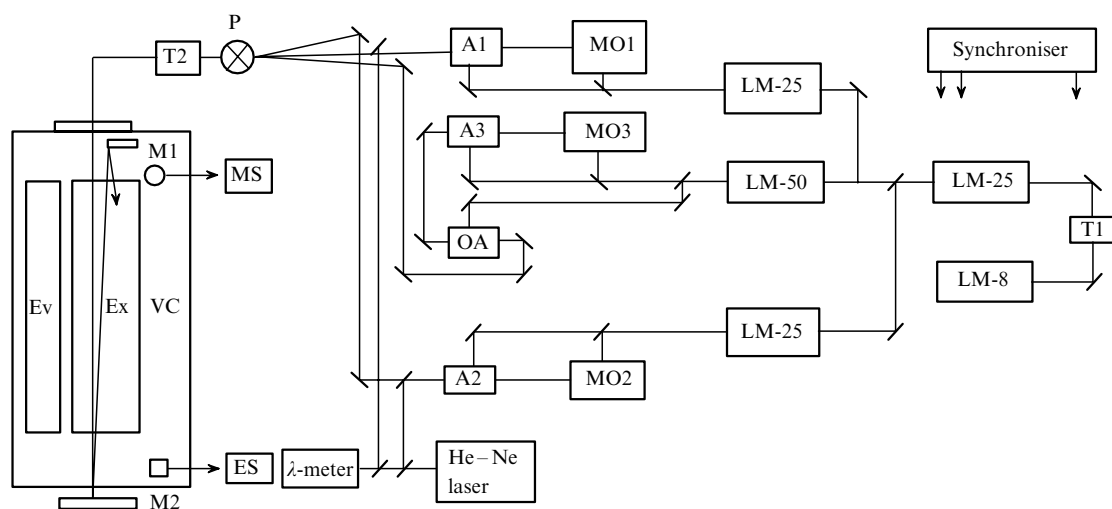 P
T2
A1
MO1
Synchroniser
LM-25
A3
MO3
M1
MS
LM-50
LM-25
T1
OA
LM-8
Ev
Ex
VC
LM-25
A2
MO2
ES
λ-meter
He – Ne
laser
M2